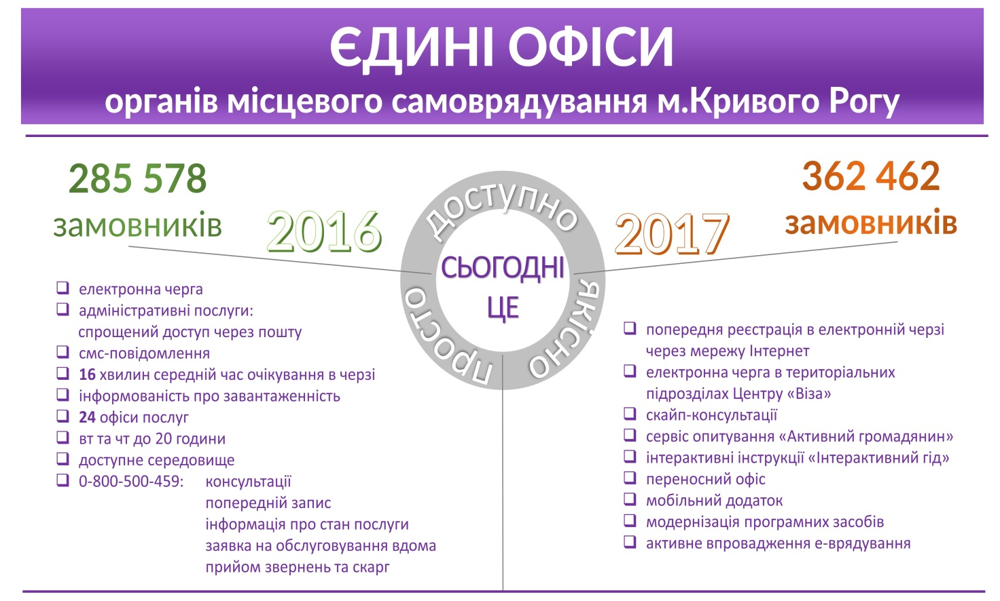 ЄДИНІ ОФІСИ
органів місцевого самоврядування м.Кривого Рогу
285 578
замовників
2016
доступно
якісно
просто
СЬОГОДНІ
ЦЕ
2017
362 462
замовників
електронна черга
адміністративні послуги:
спрощений доступ через пошту
смс-повідомлення
16 хвилин середній час очікування в черзі
інформованість про завантаженність
24 офіси послуг
вт та чт до 20 години
доступне середовище
0-800-500-459: консультації
попередній запис
інформація про стан послуги
заявка на обслуговування вдома
прийом звернень та скарг
попередня реєстрація в електронній черзі
через мережу Інтернет
електронна черга в територіальних
підрозділах Центру «Віза»
скайп-консультації
сервіс опитування «Активний громадянин»
інтерактивні інструкції «Інтерактивний гід»
переносний офіс
мобільний додаток
модернізація програмних засобів
активне впровадження е-врядування